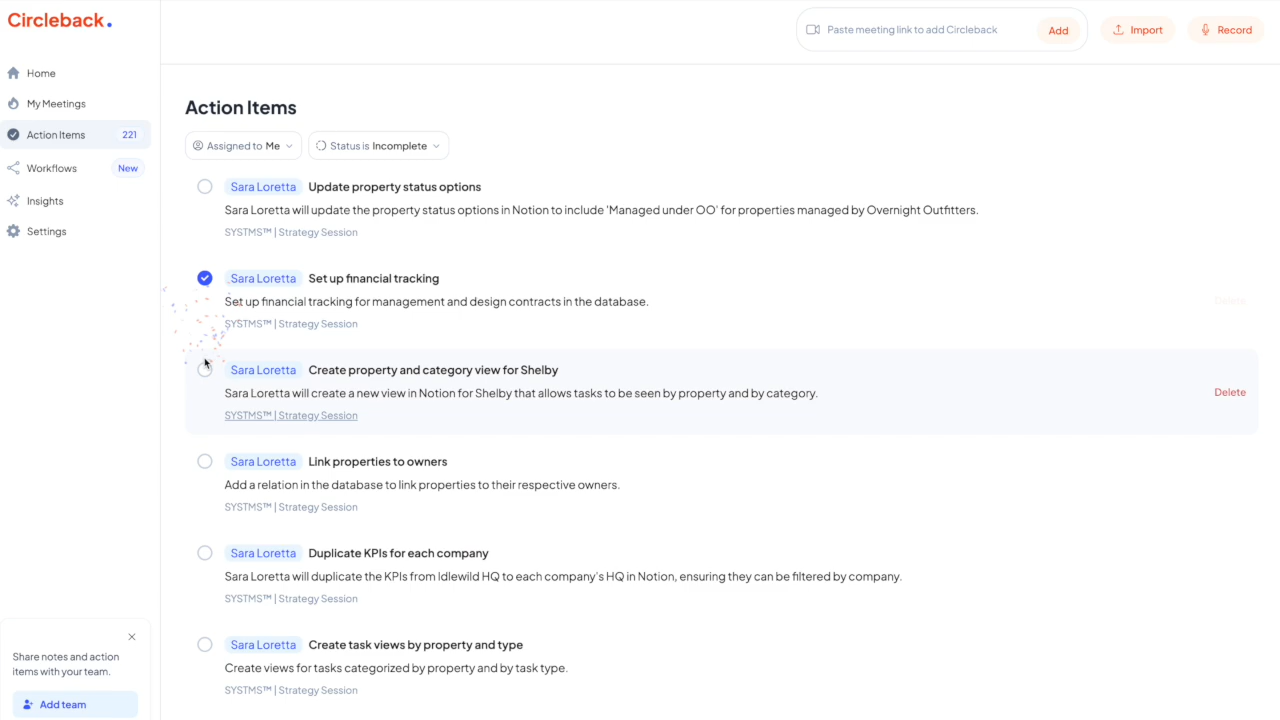 Circleback.
Paste meeting link to add Circleback
Add
Import
Record
Home
My Meetings
Action Items 221
Workflows New
Insights
Settings
Action Items
Assigned to Me
Status is Incomplete
Sara Loretta Update property status options
Sara Loretta will update the property status options in Notion to include 'Managed under OO' for properties managed by Overnight Outfitters.
SYSTMS™ | Strategy Session
Sara Loretta Set up financial tracking
Set up financial tracking for management and design contracts in the database.
Delete
SYSTMS™ | Strategy Session
Sara Loretta Create property and category view for Shelby
Sara Loretta will create a new view in Notion for Shelby that allows tasks to be seen by property and by category.
Delete
SYSTMS™ | Strategy Session
Sara Loretta Link properties to owners
Add a relation in the database to link properties to their respective owners.
SYSTMS™ | Strategy Session
Sara Loretta Duplicate KPIs for each company
Sara Loretta will duplicate the KPIs from Idlewild HQ to each company's HQ in Notion, ensuring they can be filtered by company.
SYSTMS™ | Strategy Session
Sara Loretta Create task views by property and type
Create views for tasks categorized by property and by task type.
SYSTMS™ | Strategy Session
Share notes and action
items with your team.
Add team